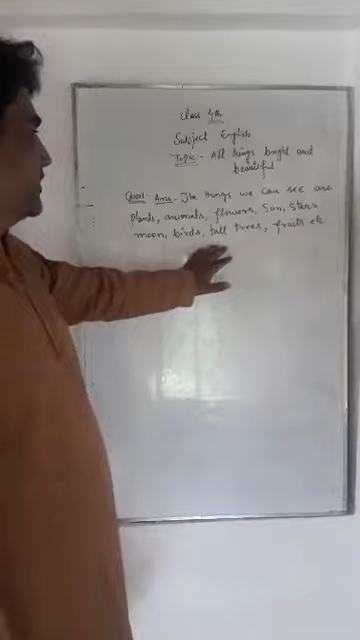 Class 4th
Subject English
Topic:- All things bright and
beautiful
Ans:- The things we can see are
plants, animals, flowers, Sun, Stars
moon, birds, tall trees, fruits etc